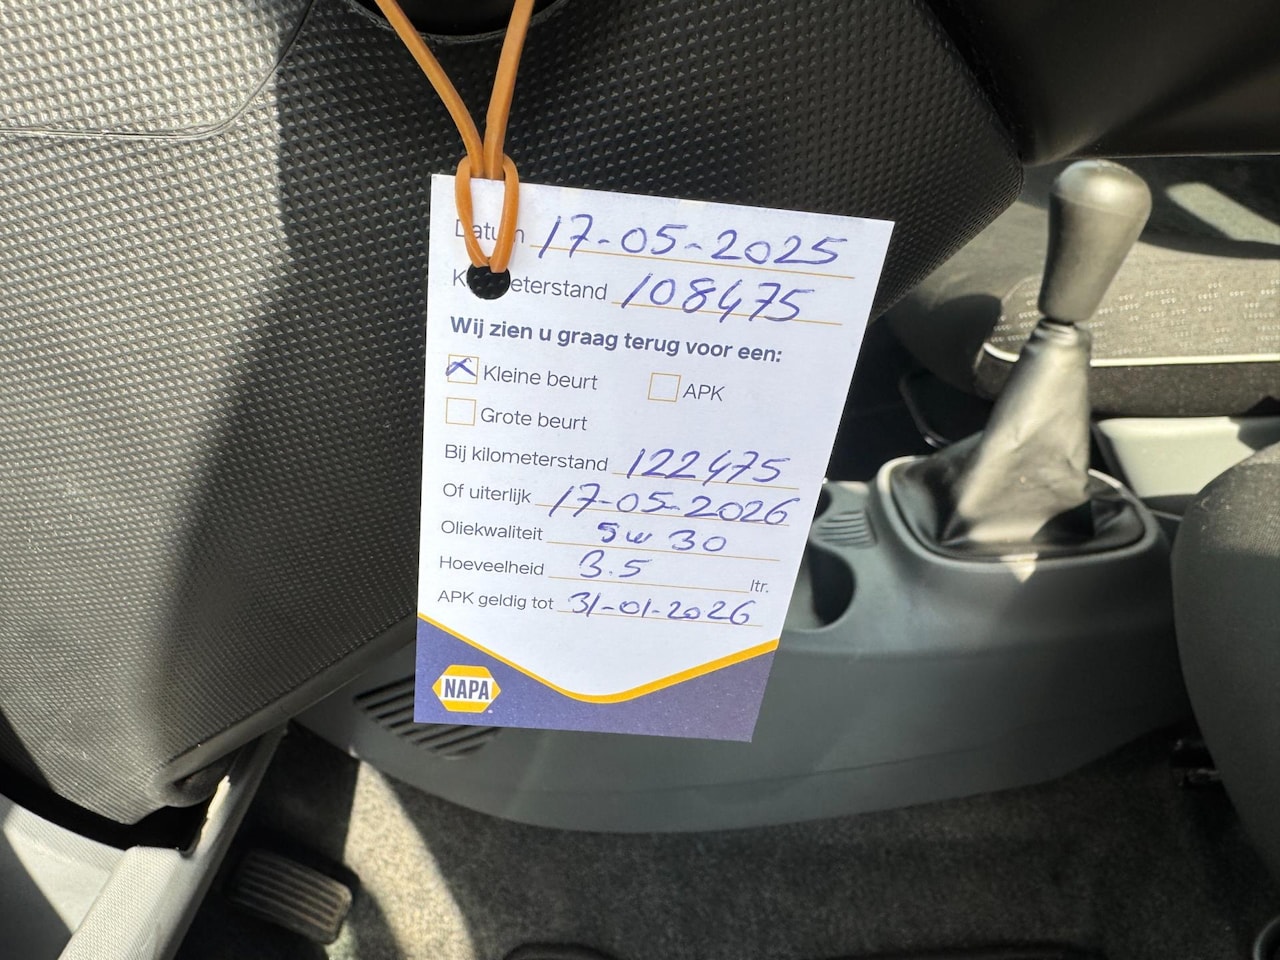 Datum 17-05-2025
Kilometerstand 108475
Wij zien u graag terug voor een:
Kleine beurt APK
Grote beurt
Bij kilometerstand 122475
Of uiterlijk 17-05-2026
Oliekwaliteit 5w30
Hoeveelheid 3.5 ltr.
APK geldig tot 31-01-2026
NAPA